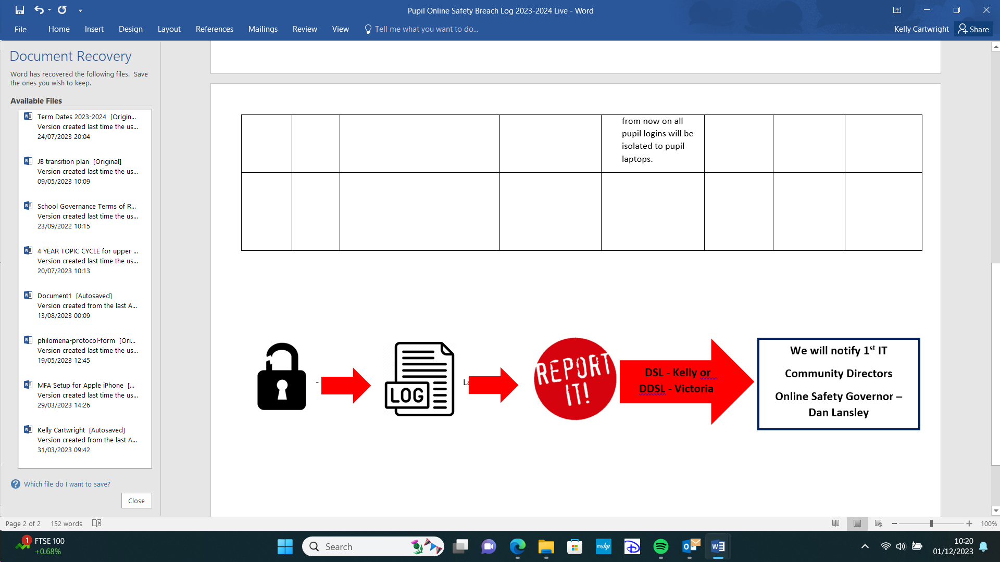 Pupil Online Safety Breach Log 2023-2024 Live - Word
File Home Insert Design Layout References Mailings Review View Tell me what you want to do... Kelly Cartwright Share
Document Recovery
Word has recovered the following files. Save
the ones you wish to keep.
Available Files
Term Dates 2023-2024 [Origin...
Version created last time the us...
24/07/2023 20:04
JB transition plan [Original]
Version created last time the us...
09/05/2023 10:09
School Governance Terms of R...
Version created last time the us...
23/09/2022 10:15
4 YEAR TOPIC CYCLE for upper ...
Version created last time the us...
20/07/2023 10:13
Document1 [Autosaved]
Version created from the last A...
13/08/2023 00:09
philomena-protocol-form [Ori...
Version created last time the us...
19/05/2023 12:45
MFA Setup for Apple iPhone [...
Version created last time the us...
29/03/2023 14:26
Kelly Cartwright [Autosaved]
Version created from the last A...
31/03/2023 09:42
Which file do I want to save?
Close
from now on all
pupil logins will be
isolated to pupil
laptops.
-
LOG
REPORT
IT!
DSL - Kelly or
DDSL - Victoria
We will notify 1st IT
Community Directors
Online Safety Governor –
Dan Lansley
Page 2 of 2 152 words
100%
1
FTSE 100
+0.68%
Search
myhp
10:20
01/12/2023